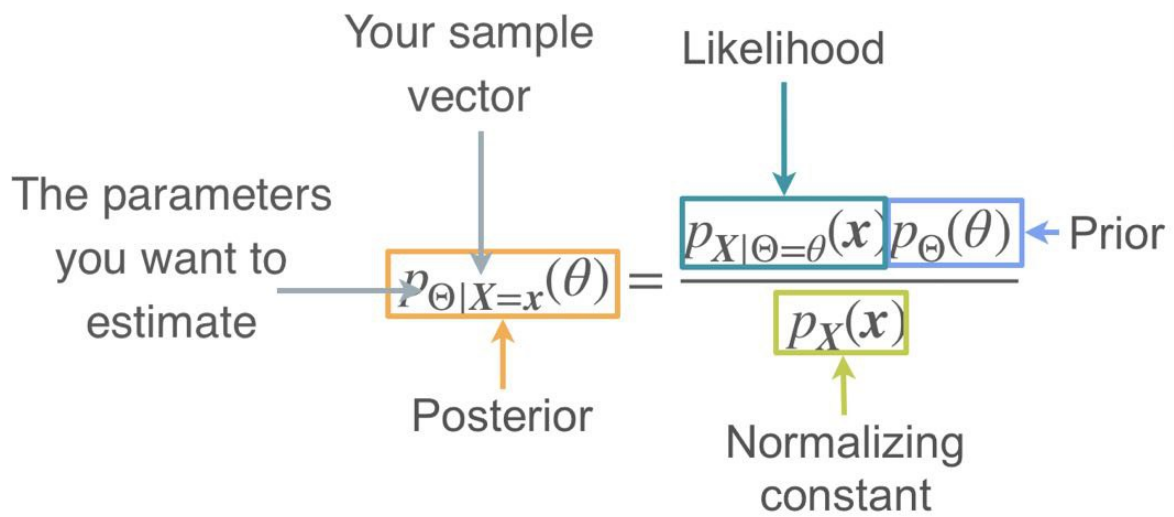 Your sample
vector
Likelihood
The parameters
you want to
estimate
p_{Θ|X=x}(θ) = p_{X|Θ=θ}(x) p_Θ(θ)
p_X(x)
Prior
Posterior
Normalizing
constant